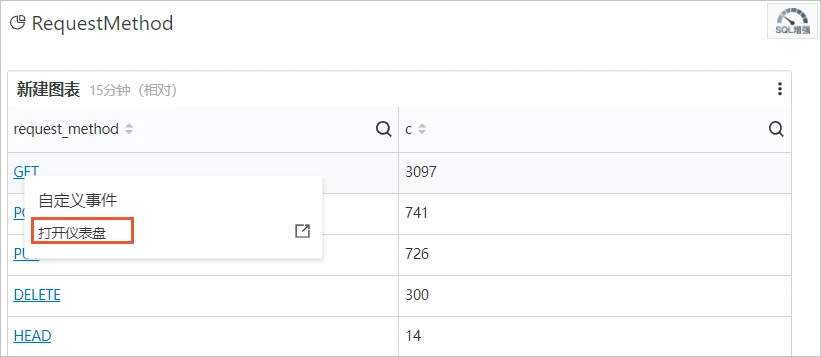 RequestMethod
SQL增强
新建图表 15分钟（相对）
request_method c
GET 3097
自定义事件
741
打开仪表盘
726
DELETE 300
HEAD 14